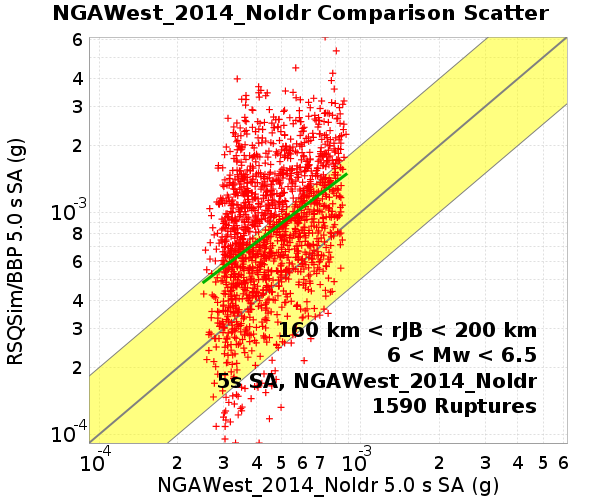 NGAWest_2014_NoIdr Comparison Scatter
RSQSim/BBP 5.0 s SA (g)
6
4
3
2
10-3
8
6
4
3
2
10-4
160 km < rJB < 200 km
6 < Mw < 6.5
5s SA, NGAWest_2014_NoIdr
1590 Ruptures
10-4 2 3 4 5 6 7 10-3 2 3 4 5 6
NGAWest_2014_NoIdr 5.0 s SA (g)